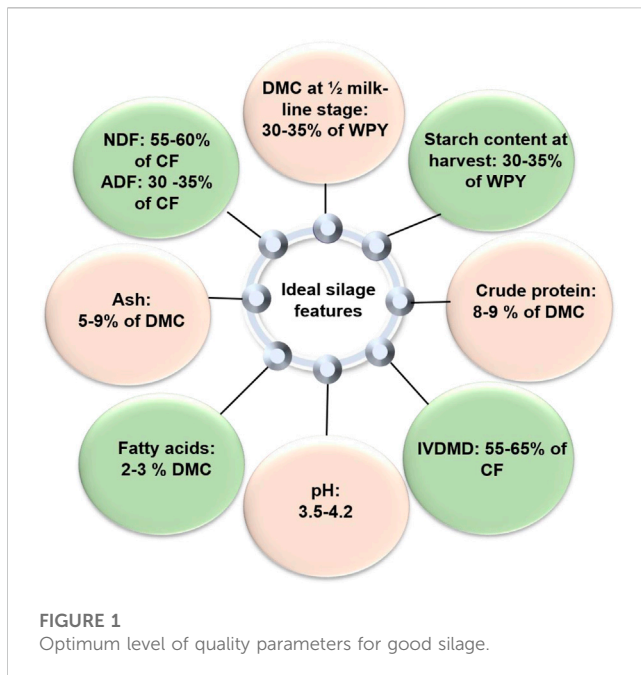 DMC at ½ milk-
line stage:
30-35% of WPY
NDF: 55-60%
of CF
ADF: 30 -35%
of CF
Starch content at
harvest: 30-35%
of WPY
Ash:
5-9% of DMC
Ideal silage
features
Crude protein:
8-9 % of DMC
Fatty acids:
2-3 % DMC
IVDMD: 55-65% of
CF
pH:
3.5-4.2
FIGURE 1
Optimum level of quality parameters for good silage.